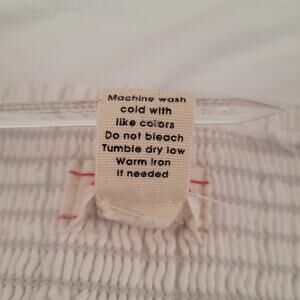 Machine wash
cold with
like colors
Do not bleach
Tumble dry low
Warm iron
if needed